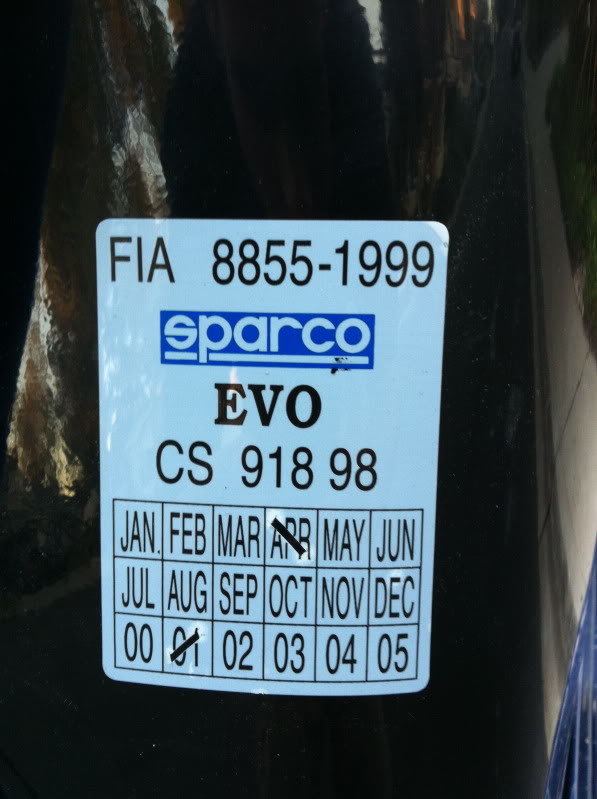 FIA 8855-1999
sparco
EVO
CS 918 98
JAN. FEB MAR APR MAY JUN
JUL AUG SEP OCT NOV DEC
00 01 02 03 04 05